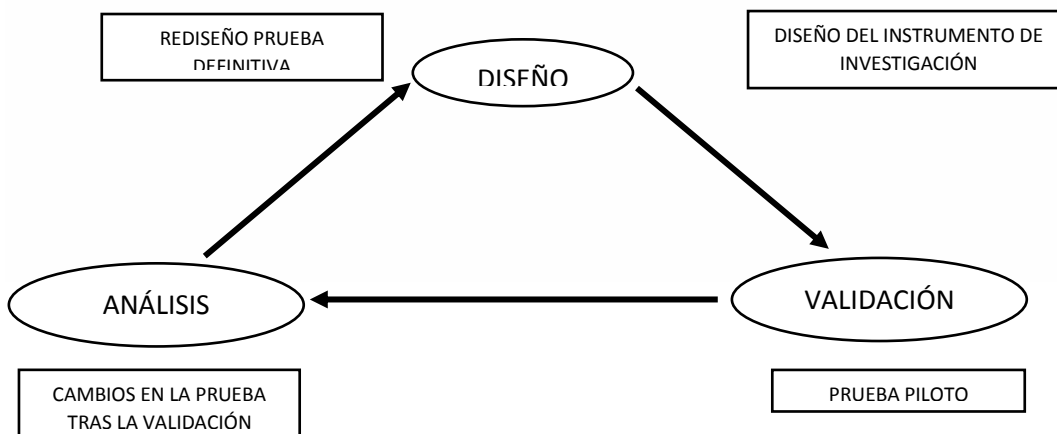 REDISEÑO PRUEBA
DEFINITIVA
DISEÑO
DISEÑO DEL INSTRUMENTO DE
INVESTIGACIÓN
ANÁLISIS
VALIDACIÓN
CAMBIOS EN LA PRUEBA
TRAS LA VALIDACIÓN
PRUEBA PILOTO